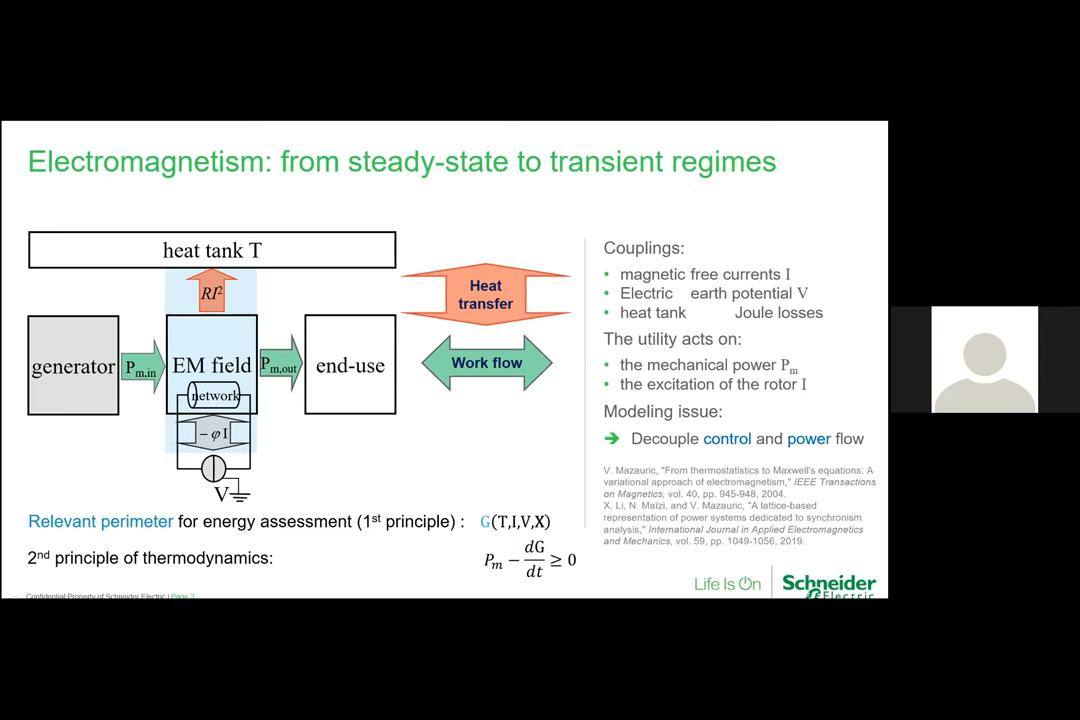 Electromagnetism: from steady-state to transient regimes
heat tank T
RI²
generator
Pm,in
EM field
Pm,out
end-use
network
– φ I
V
Heat
transfer
Work flow
Couplings:
• magnetic free currents I
• Electric earth potential V
• heat tank Joule losses
The utility acts on:
• the mechanical power Pm
• the excitation of the rotor I
Modeling issue:
➔ Decouple control and power flow
V. Mazauric, "From thermostatistics to Maxwell's equations: A
variational approach of electromagnetism," IEEE Transactions
on Magnetics, vol. 40, pp. 945-948, 2004.
X. Li, N. Maïzi, and V. Mazauric, "A lattice-based
representation of power systems dedicated to synchronism
analysis," International Journal in Applied Electromagnetics
and Mechanics, vol. 59, pp. 1049-1056, 2019.
Relevant perimeter for energy assessment (1st principle) : G(T,I,V,X)
2nd principle of thermodynamics: Pm – dG/dt ≥ 0
Life Is On
Schneider
Electric
Confidential Property of Schneider Electric | Page 3